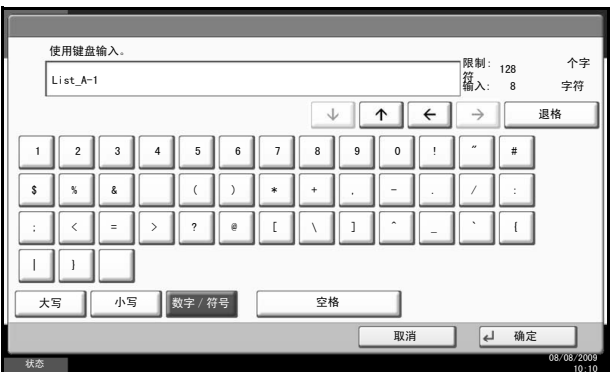 使用键盘输入。
限制: 128 个字符
List_A-1
输入: 8 字符
↓ ↑ ← → 退格
1 2 3 4 5 6 7 8 9 0 ! ″ #
$ % & ( ) * + , - . / :
; < = > ? @ [ \ ] ^ _ ` {
| }
大写 小写 数字 / 符号 空格
取消 ↵ 确定
状态 08/08/2009
10:10